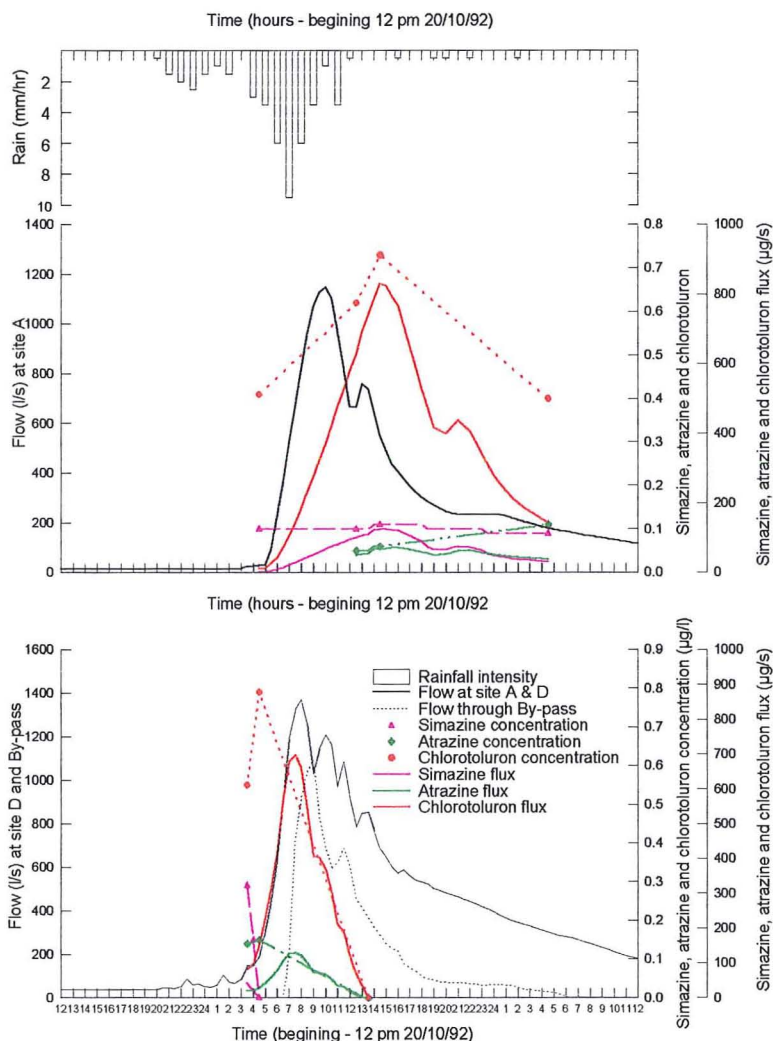 Time (hours - begining 12 pm 20/10/92)
Rain (mm/hr)
2
4
6
8
10
Flow (l/s) at site A
1400
1200
1000
800
600
400
200
0
0.8
0.7
0.6
0.5
0.4
0.3
0.2
0.1
0.0
Simazine, atrazine and chlorotoluron
1000
800
600
400
200
0
Simazine, atrazine and chlorotoluron flux (µg/s)
Time (hours - begining 12 pm 20/10/92
Flow (l/s) at site D and By-pass
1600
1400
1200
1000
800
600
400
200
0
Rainfall intensity
Flow at site A & D
Flow through By-pass
Simazine concentration
Atrazine concentration
Chlorotoluron concentration
Simazine flux
Atrazine flux
Chlorotoluron flux
0.9
0.8
0.7
0.6
0.5
0.4
0.3
0.2
0.1
0.0
Simazine, atrazine and chlorotoluron concentration (µg/l)
1000
900
800
700
600
500
400
300
200
100
0
Simazine, atrazine and chlorotoluron flux (µg/s)
12 13 14 15 16 17 18 19 20 21 22 23 24 1 2 3 4 5 6 7 8 9 10 11 12 13 14 15 16 17 18 19 20 21 22 23 24 1 2 3 4 5 6 7 8 9 10 11 12
Time (begining - 12 pm 20/10/92)